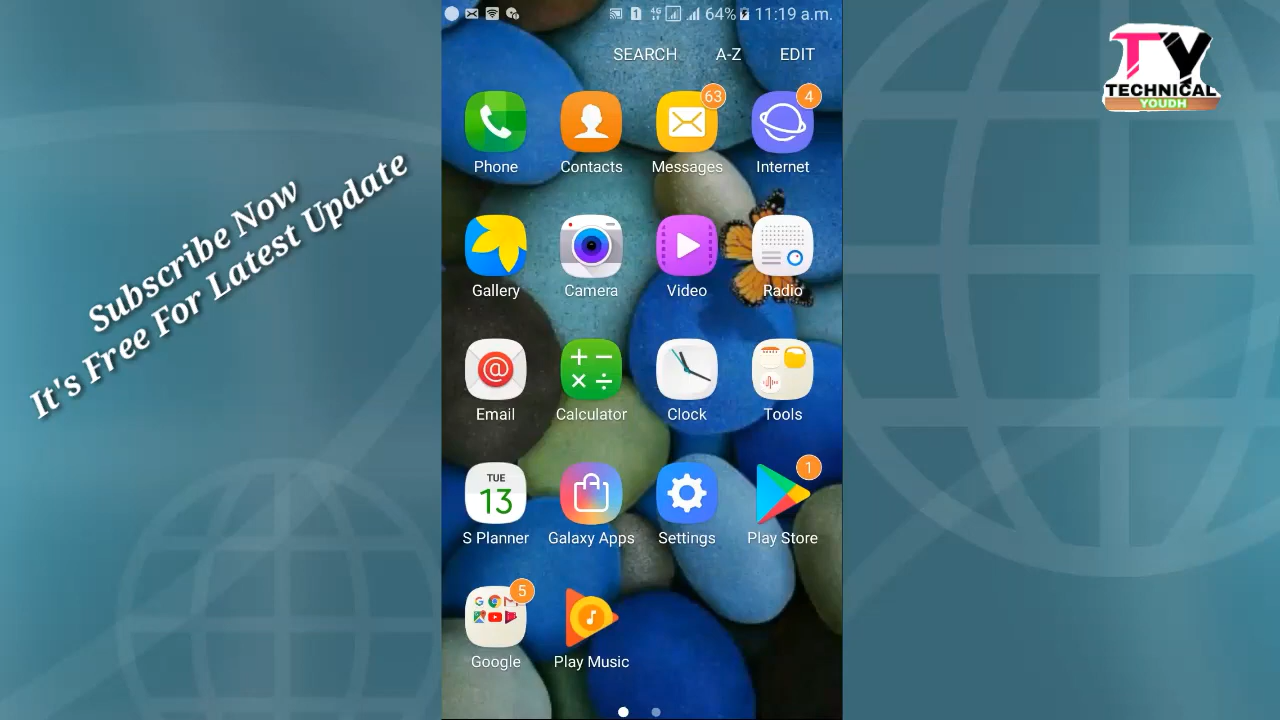 64% 11:19 a.m.
SEARCH A-Z EDIT
TY
TECHNICAL
YOUDH
63
4
Phone Contacts Messages Internet
Subscribe Now
It's Free For Latest Update
Gallery Camera Video Radio
Email Calculator Clock Tools
TUE
13
1
S Planner Galaxy Apps Settings Play Store
5
Google Play Music